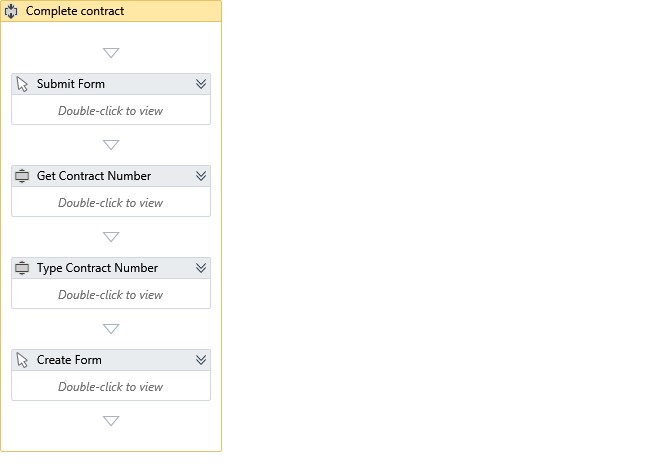 Complete contract
Submit Form
Double-click to view
Get Contract Number
Double-click to view
Type Contract Number
Double-click to view
Create Form
Double-click to view